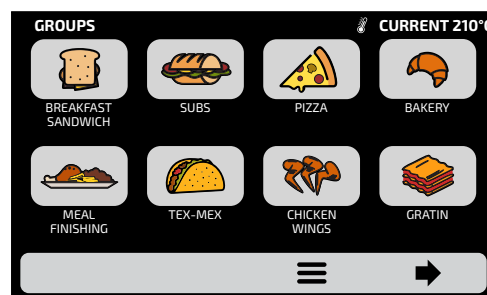 GROUPS
CURRENT 210°C
BREAKFAST
SANDWICH
SUBS
PIZZA
BAKERY
MEAL
FINISHING
TEX-MEX
CHICKEN
WINGS
GRATIN